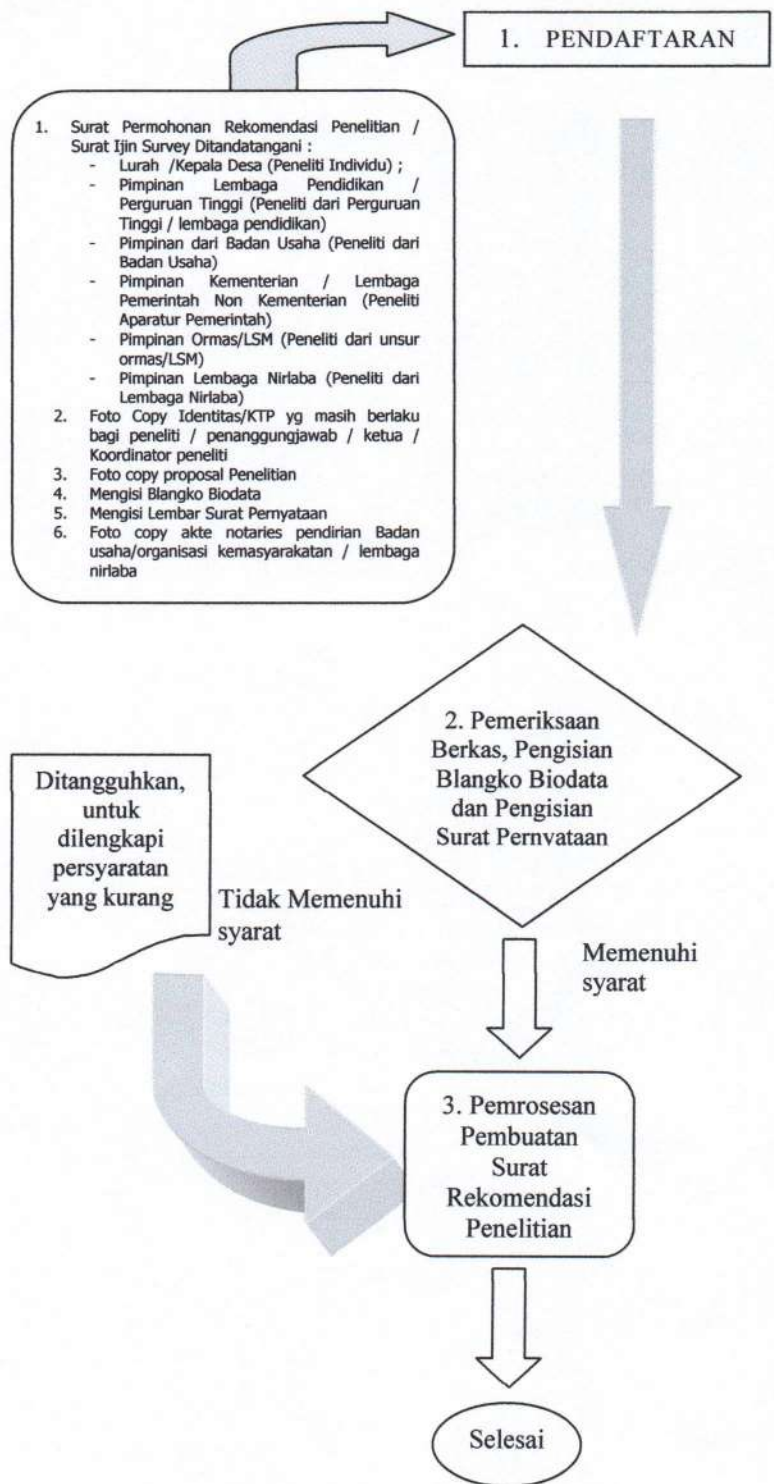 1. PENDAFTARAN
1. Surat Permohonan Rekomendasi Penelitian /
Surat Ijin Survey Ditandatangani :
- Lurah /Kepala Desa (Peneliti Individu) ;
- Pimpinan Lembaga Pendidikan /
Perguruan Tinggi (Peneliti dari Perguruan
Tinggi / lembaga pendidikan)
- Pimpinan dari Badan Usaha (Peneliti dari
Badan Usaha)
- Pimpinan Kementerian / Lembaga
Pemerintah Non Kementerian (Peneliti
Aparatur Pemerintah)
- Pimpinan Ormas/LSM (Peneliti dari unsur
ormas/LSM)
- Pimpinan Lembaga Nirlaba (Peneliti dari
Lembaga Nirlaba)
2. Foto Copy Identitas/KTP yg masih berlaku
bagi peneliti / penanggungjawab / ketua /
Koordinator peneliti
3. Foto copy proposal Penelitian
4. Mengisi Blangko Biodata
5. Mengisi Lembar Surat Pernyataan
6. Foto copy akte notaries pendirian Badan
usaha/organisasi kemasyarakatan / lembaga
nirlaba
2. Pemeriksaan
Berkas, Pengisian
Blangko Biodata
dan Pengisian
Surat Pernvataan
Ditangguhkan,
untuk
dilengkapi
persyaratan
yang kurang
Tidak Memenuhi
syarat
Memenuhi
syarat
3. Pemrosesan
Pembuatan
Surat
Rekomendasi
Penelitian
Selesai